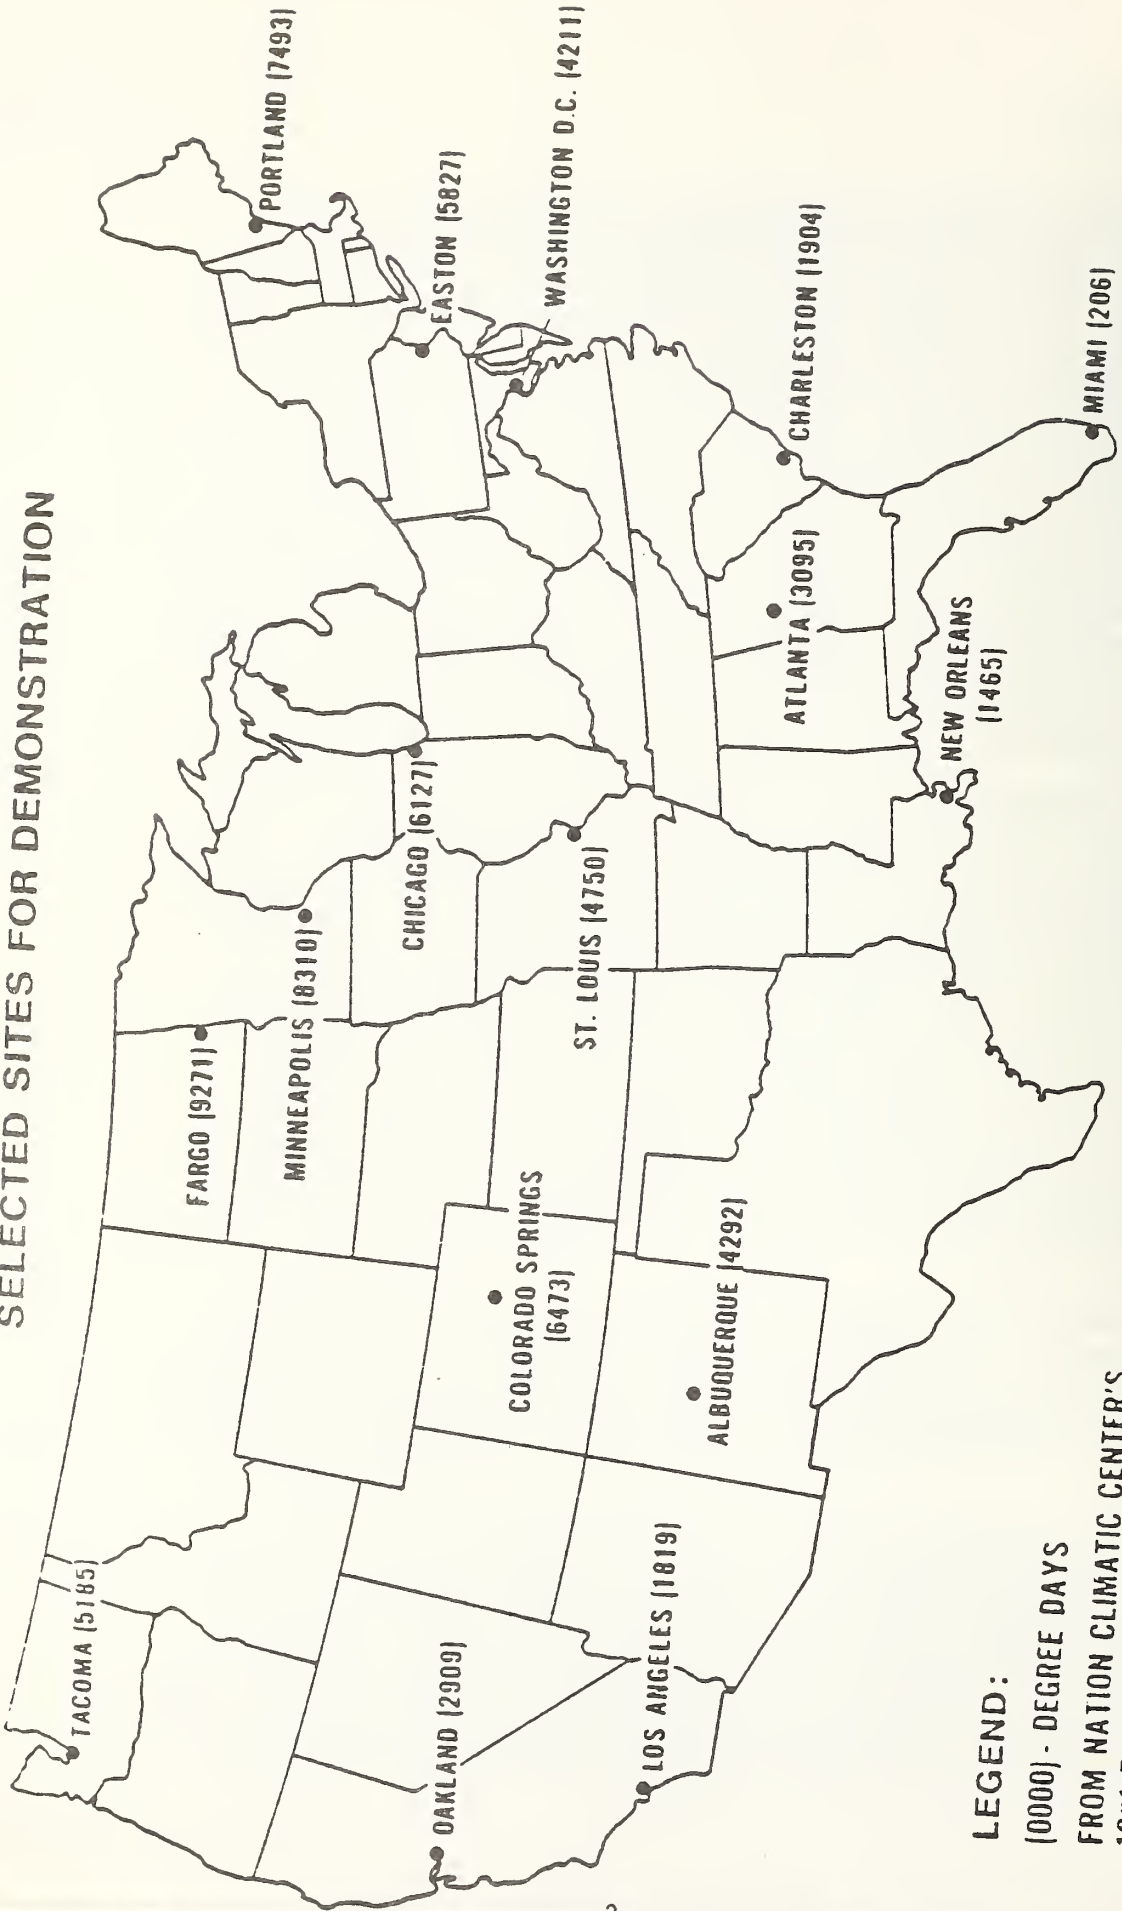 SELECTED SITES FOR DEMONSTRATION
TACOMA (5185)
FARGO (9271)
MINNEAPOLIS (8310)
PORTLAND (7493)
OAKLAND (2909)
CHICAGO (6127)
EASTON (5827)
COLORADO SPRINGS
(6473)
WASHINGTON D.C. (4211)
ST. LOUIS (4750)
LOS ANGELES (1819)
ALBUQUERQUE (4292)
ATLANTA (3095)
CHARLESTON (1904)
NEW ORLEANS
(1465)
MIAMI (206)
LEGEND:
(0000) - DEGREE DAYS
FROM NATION CLIMATIC CENTER'S